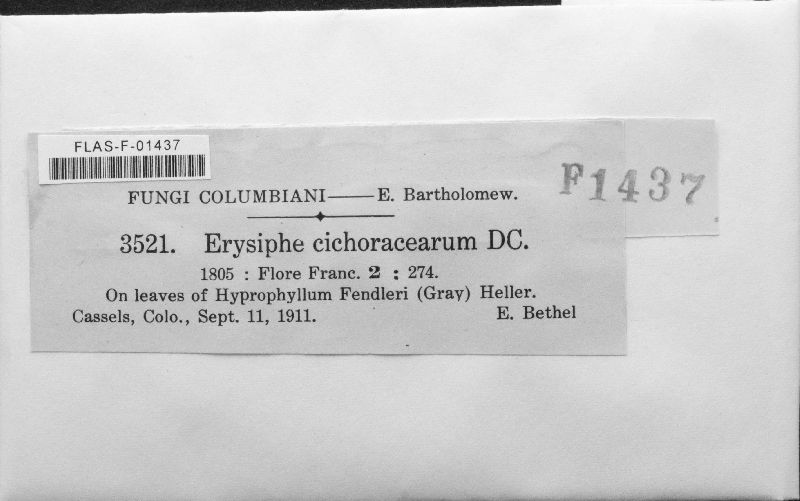 FLAS-F-01437
F1437
FUNGI COLUMBIANI——E. Bartholomew.
3521. Erysiphe cichoracearum DC.
1805 : Flore Franc. 2 : 274.
On leaves of Hyprophyllum Fendleri (Gray) Heller.
Cassels, Colo., Sept. 11, 1911. E. Bethel